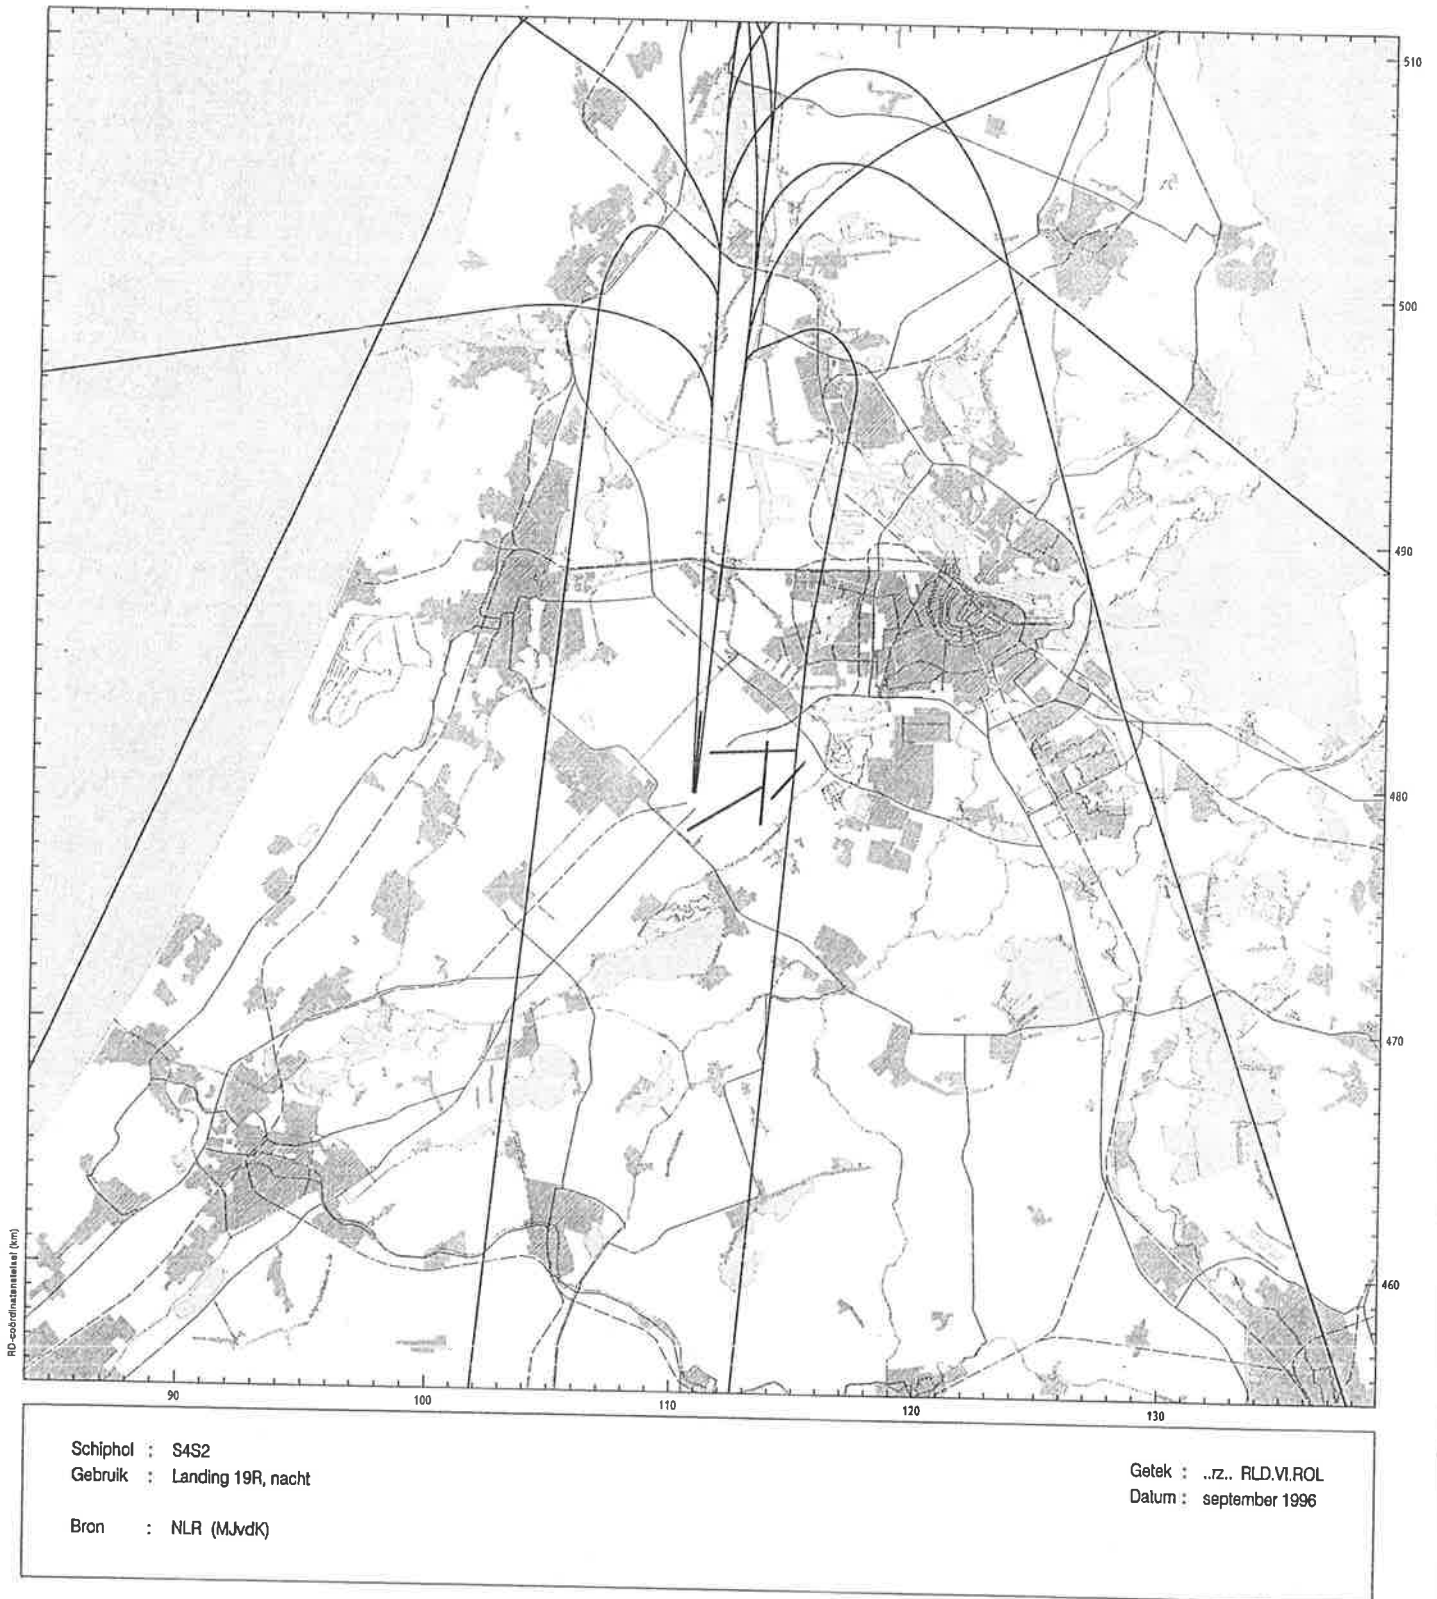 510
500
490
480
470
460
RD-coördinatenstelsel (km)
90
100
110
120
130
Schiphol : S4S2
Gebruik : Landing 19R, nacht
Bron : NLR (MJvdK)
Getek : ..rz.. RLD.VI.ROL
Datum : september 1996